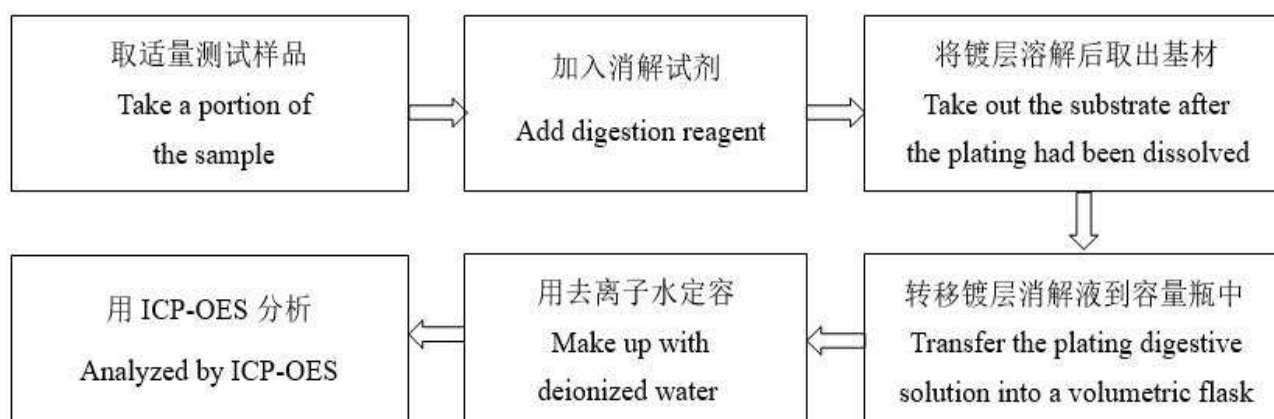 取适量测试样品
Take a portion of
the sample
加入消解试剂
Add digestion reagent
将镀层溶解后取出基材
Take out the substrate after
the plating had been dissolved
转移镀层消解液到容量瓶中
Transfer the plating digestive
solution into a volumetric flask
用去离子水定容
Make up with
deionized water
用 ICP-OES 分析
Analyzed by ICP-OES